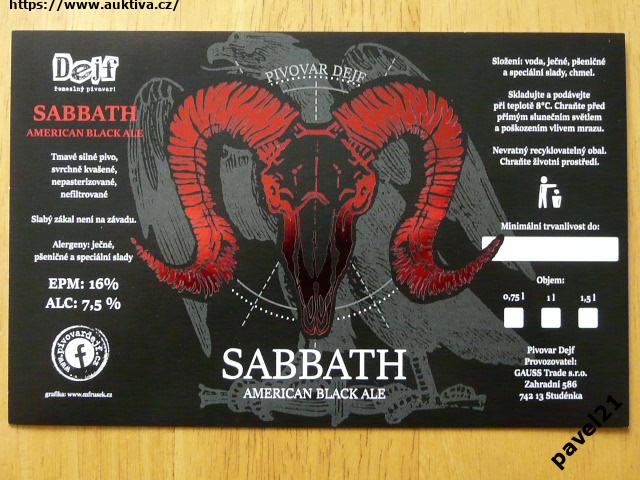 https://www.auktiva.cz/
Dejf
řemeslný pivovar!
SABBATH
AMERICAN BLACK ALE
Tmavé silné pivo,
svrchně kvašené,
nepasterizované,
nefiltrované
Slabý zákal není na závadu.
Alergeny: ječné,
pšeničné a speciální slady
EPM: 16%
ALC: 7,5 %
www.pivovardejf.cz
f
grafika: www.mfrusek.cz
PIVOVAR DEJF
SABBATH
AMERICAN BLACK ALE
Složení: voda, ječné, pšeničné
a speciální slady, chmel.
Skladujte a podávejte
při teplotě 8°C. Chraňte před
přímým slunečním světlem
a poškozením vlivem mrazu.
Nevratný recyklovatelný obal.
Chraňte životní prostředí.
Minimální trvanlivost do:
Objem:
0,75 l 1 l 1,5 l
Pivovar Dejf
Provozovatel:
GAUSS Trade s.r.o.
Zahradní 586
742 13 Studénka
pavel21